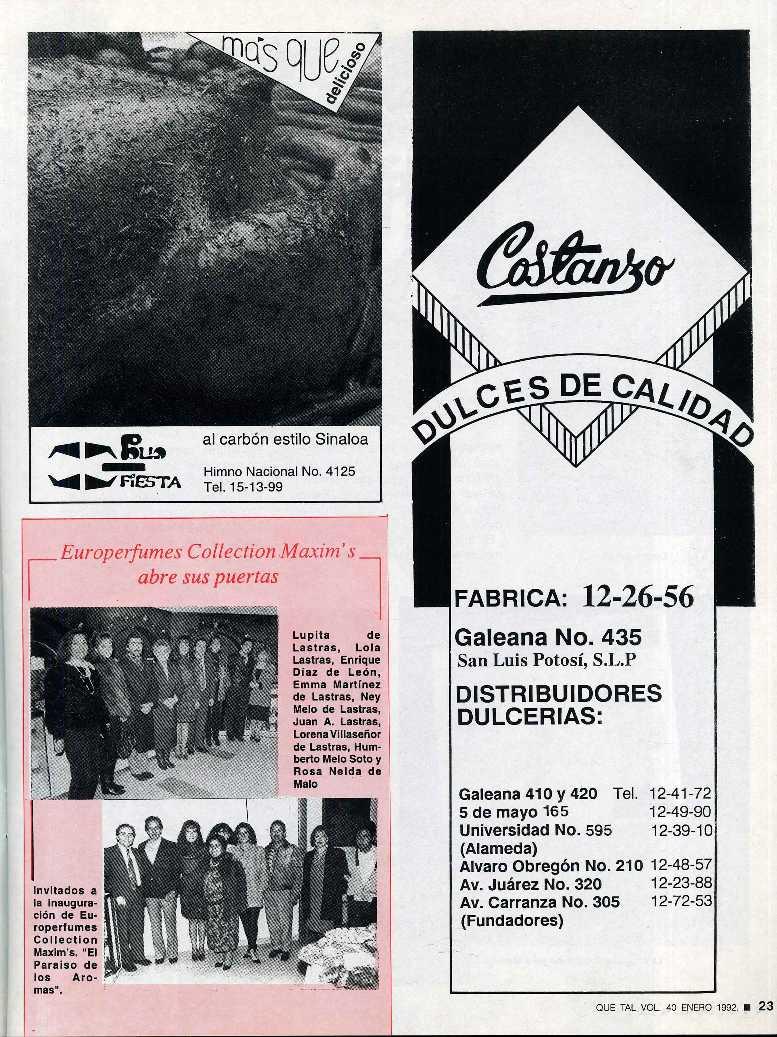 más que
delicioso
al carbón estilo Sinaloa
FiESTA
Himno Nacional No. 4125
Tel. 15-13-99
Europerfumes Collection Maxim's
abre sus puertas
Lupita de
Lastras, Lola
Lastras, Enrique
Díaz de León,
Emma Martínez
de Lastras, Ney
Melo de Lastras,
Juan A. Lastras,
Lorena Villaseñor
de Lastras, Hum-
berto Melo Soto y
Rosa Nelda de
Malo
Invitados a
la inaugura-
ción de Eu-
roperfumes
Collection
Maxim's. "El
Paraiso de
los Aro-
mas".
Costanzo
DULCES DE CALIDAD
FABRICA: 12-26-56
Galeana No. 435
San Luis Potosí, S.L.P
DISTRIBUIDORES
DULCERIAS:
Galeana 410 y 420 Tel. 12-41-72
5 de mayo 165 12-49-90
Universidad No. 595 12-39-10
(Alameda)
Alvaro Obregón No. 210 12-48-57
Av. Juárez No. 320 12-23-88
Av. Carranza No. 305 12-72-53
(Fundadores)
QUE TAL VOL. 43 ENERO 1992. ■ 23